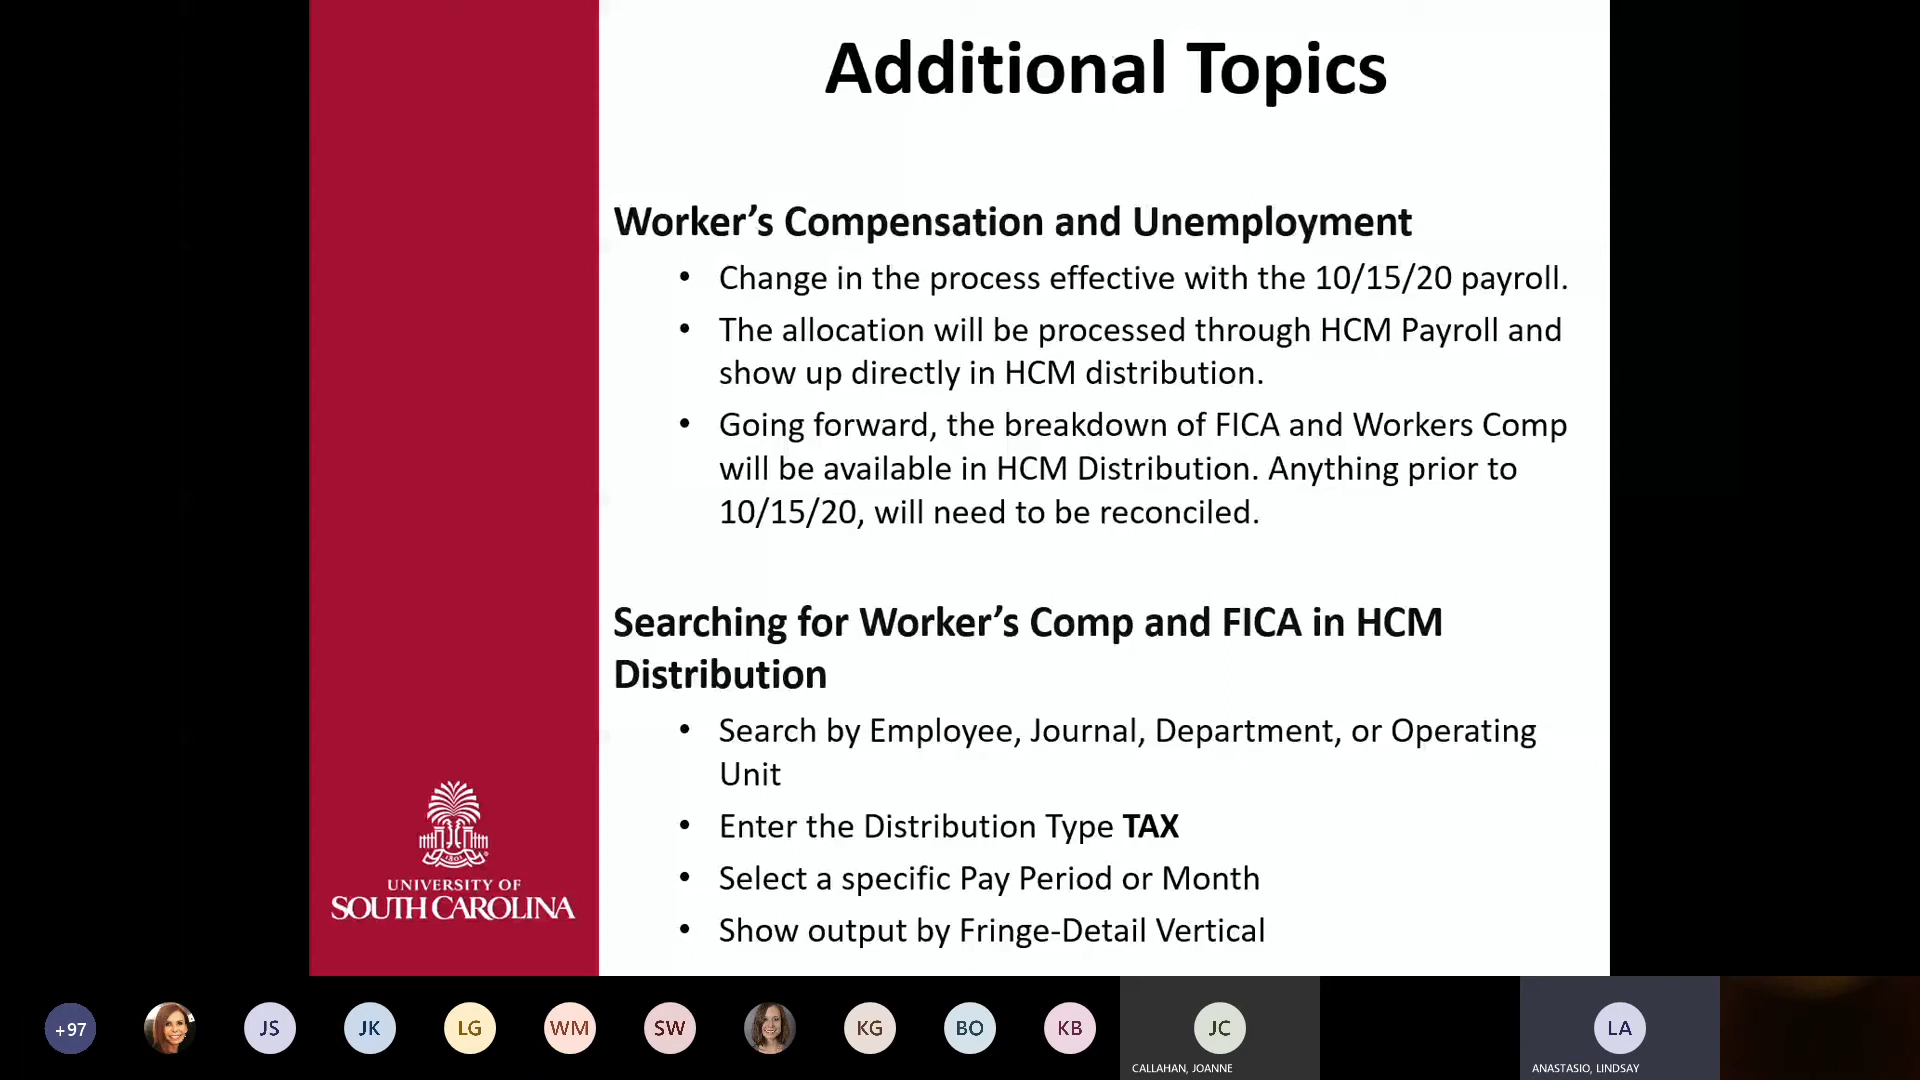 Additional Topics
Worker’s Compensation and Unemployment
• Change in the process effective with the 10/15/20 payroll.
• The allocation will be processed through HCM Payroll and
show up directly in HCM distribution.
• Going forward, the breakdown of FICA and Workers Comp
will be available in HCM Distribution. Anything prior to
10/15/20, will need to be reconciled.
Searching for Worker’s Comp and FICA in HCM
Distribution
• Search by Employee, Journal, Department, or Operating
Unit
• Enter the Distribution Type TAX
• Select a specific Pay Period or Month
• Show output by Fringe-Detail Vertical
1801
UNIVERSITY OF
SOUTH CAROLINA
+97
JS
JK
LG
WM
SW
KG
BO
KB
JC
LA
CALLAHAN, JOANNE
ANASTASIO, LINDSAY